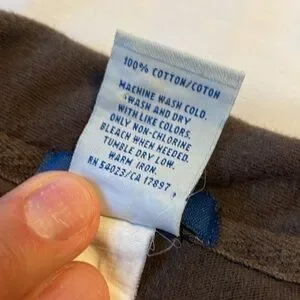 100% COTTON/COTON
MACHINE WASH COLD.
WASH AND DRY
WITH LIKE COLORS.
ONLY NON-CHLORINE
BLEACH WHEN NEEDED.
TUMBLE DRY LOW.
WARM IRON.
RN 54023/CA 17897